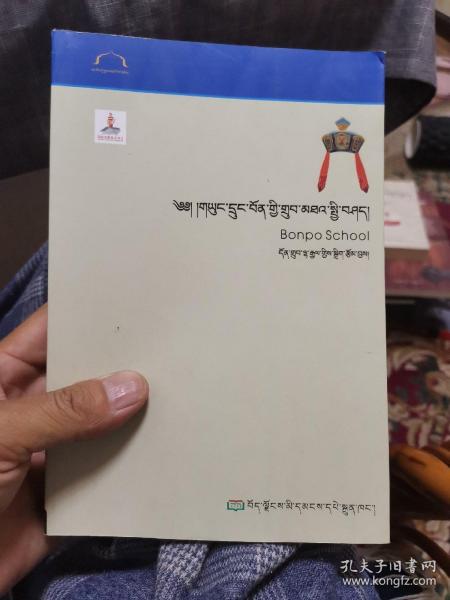 ༄༅། །གཡུང་དྲུང་བོན་གྱི་གྲུབ་མཐའ་སྤྱི་བཤད།
Bonpo School
དོན་གྲུབ་ལྷ་རྒྱལ་གྱིས་སྒྲིག་རྩོམ་བྱས།
བོད་ལྗོངས་མི་དམངས་དཔེ་སྐྲུན་ཁང་།
孔夫子旧书网
www.kongfz.com